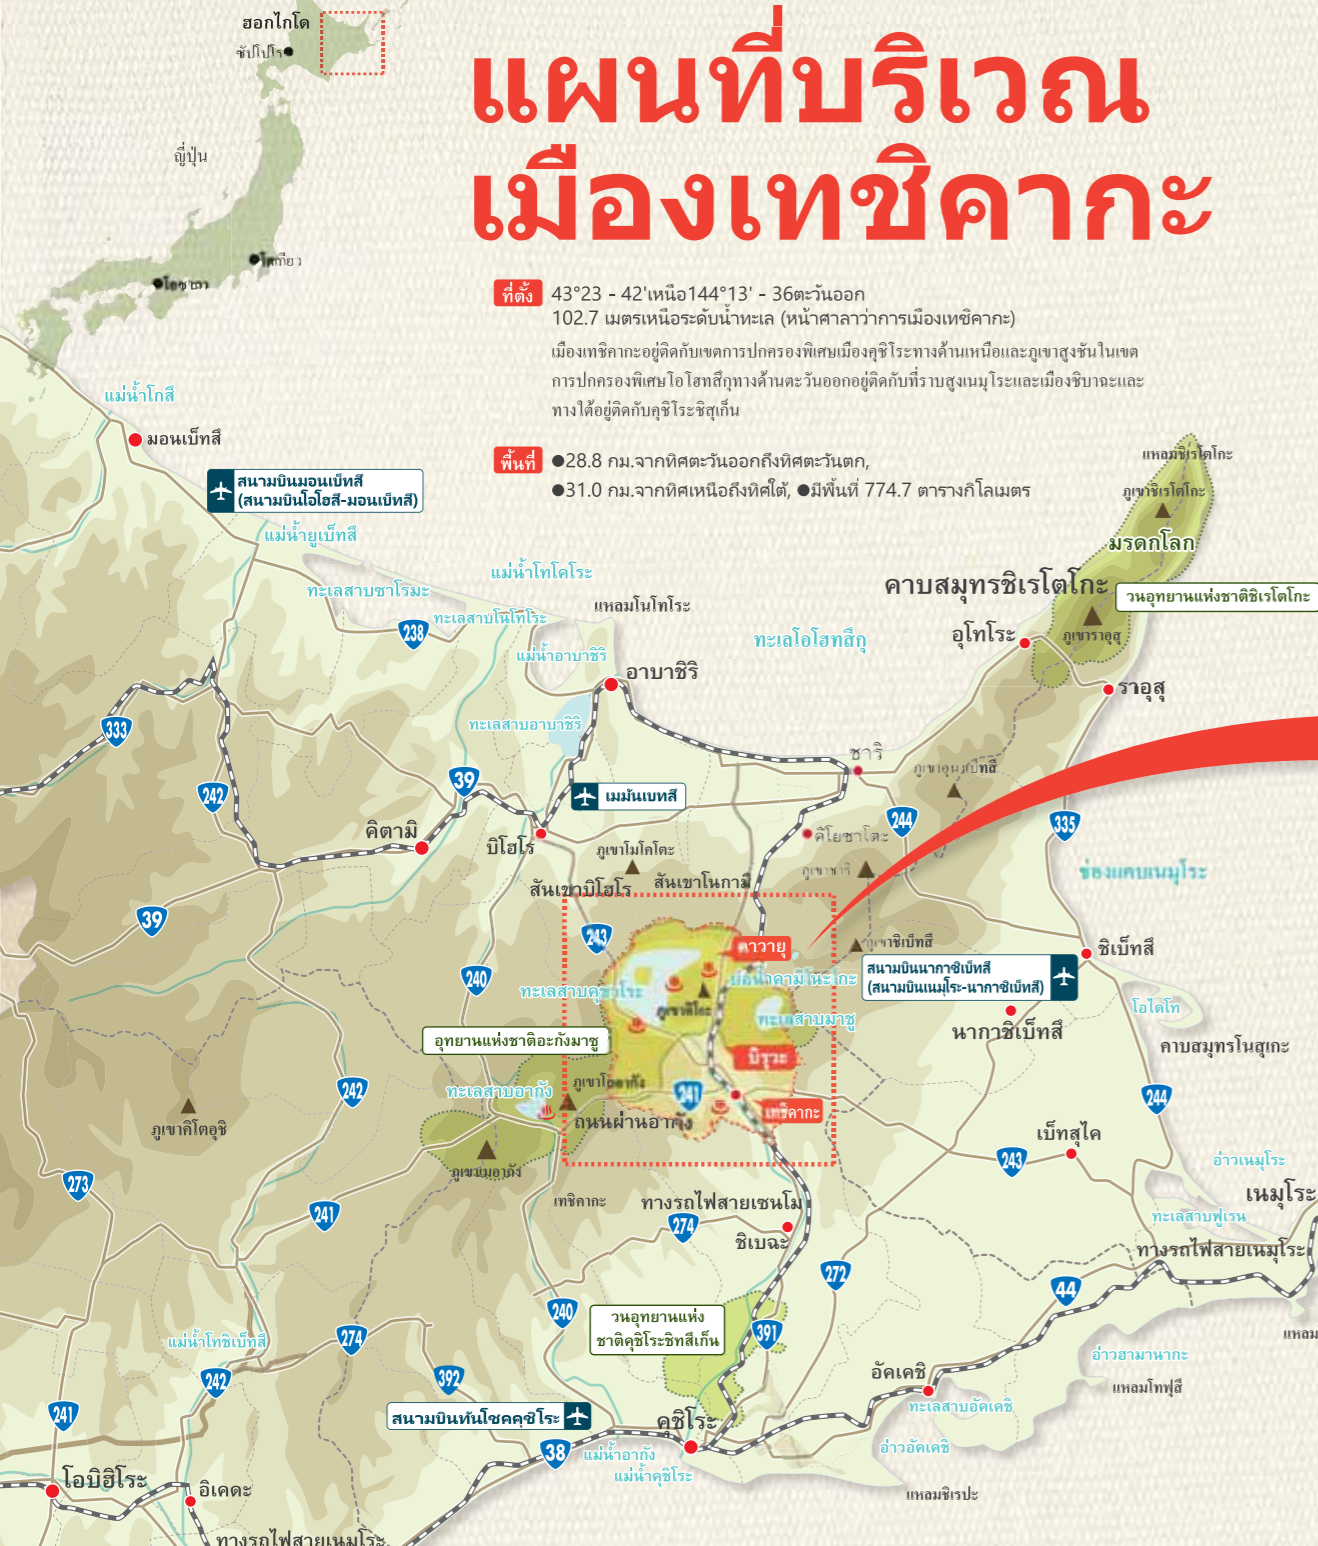 ฮอกไกโด
ซัปโปโร
ญี่ปุ่น
แผนที่บริเวณ
เมืองเทชิคากะ
ที่ตั้ง 43°23 - 42'เหนือ144°13' - 36ตะวันออก
102.7 เมตรเหนือระดับน้ำทะเล (หน้าศาลาว่าการเมืองเทชิคากะ)
เมืองเทชิคากะอยู่ติดกับเขตการปกครองพิเศษเมืองคุชิโระทางด้านเหนือและภูเขาสูงชันในเขต
การปกครองพิเศษโอโฮทสึกุทางด้านตะวันออกอยู่ติดกับที่ราบสูงเนมุโระและเมืองชิบาฉะและ
ทางใต้อยู่ติดกับคุชิโระชิสุเก็น
พื้นที่ ●28.8 กม.จากทิศตะวันออกถึงทิศตะวันตก,
●31.0 กม.จากทิศเหนือถึงทิศใต้, ●มีพื้นที่ 774.7 ตารางกิโลเมตร
แม่น้ำโกสึ
มอนเบ็ทสึ
สนามบินมอนเบ็ทสึ
(สนามบินโอโฮสึ-มอนเบ็ทสึ)
แม่น้ำยูเบ็ทสึ
แหลมชิเรโตโกะ
ภูเขาชิเรโตโกะ
มรดกโลก
คาบสมุทรชิเรโตโกะ
วนอุทยานแห่งชาติชิเรโตโกะ
ภูเขาราอุสุ
อุโทโระ
ราอุสุ
แม่น้ำโทโคโระ
ทะเลสาบซาโรมะ
ทะเลสาบโนโทโระ
แหลมโนโทโระ
238
ทะเลโอโฮทสึกุ
แม่น้ำอาบาชิริ
อาบาชิริ
ทะเลสาบอาบาชิริ
333
242
39
เมมันเบทสึ
ชาริ
244
335
คิโยซาโตะ
ภูเขาชาริ
คิตามิ
บิโฮโร
ภูเขาโมโคโตะ
สันเขาบิโฮโร
สันเขาโนกามิ
ช่องแคบเนมุโระ
39
243
คาวายุ
240
ทะเลสาบมาชู
สนามบินนากาชิเบ็ทสึ
(สนามบินเนมุโระ-นากาชิเบ็ทสึ)
ชิเบ็ทสึ
นากาชิเบ็ทสึ
โอไดโท
คาบสมุทรโนสุเกะ
อุทยานแห่งชาติอะกังมาชู
บิรุวะ
242
ทะเลสาบอากัง
241
เทชิคากะ
ถนนผ่านอากัง
244
ภูเขาคิโตอุชิ
เบ็ทสุไค
243
อ่าวเนมุโระ
เนมุโระ
273
241
เทชิคากะ
ทางรถไฟสายเซนโม
274
ชิเบฉะ
ทะเลสาบฟูเรน
ทางรถไฟสายเนมุโระ
272
44
240
วนอุทยานแห่ง
ชาติคุชิโระชิทสึเก็น
391
แม่น้ำโทชิเบ็ทสึ
274
แหลม
อ่าวฮามานากะ
242
392
อัคเคชิ
แหลมโทฟุสึ
ทะเลสาบอัคเคชิ
241
สนามบินทันโชคคุชิโระ
คุชิโระ
38
แม่น้ำอากัง
แม่น้ำคุชิโระ
อ่าวอัคเคชิ
โอบิฮิโระ
อิเคดะ
แหลมชิเรปะ
ทางรถไฟสายเนมุโระ